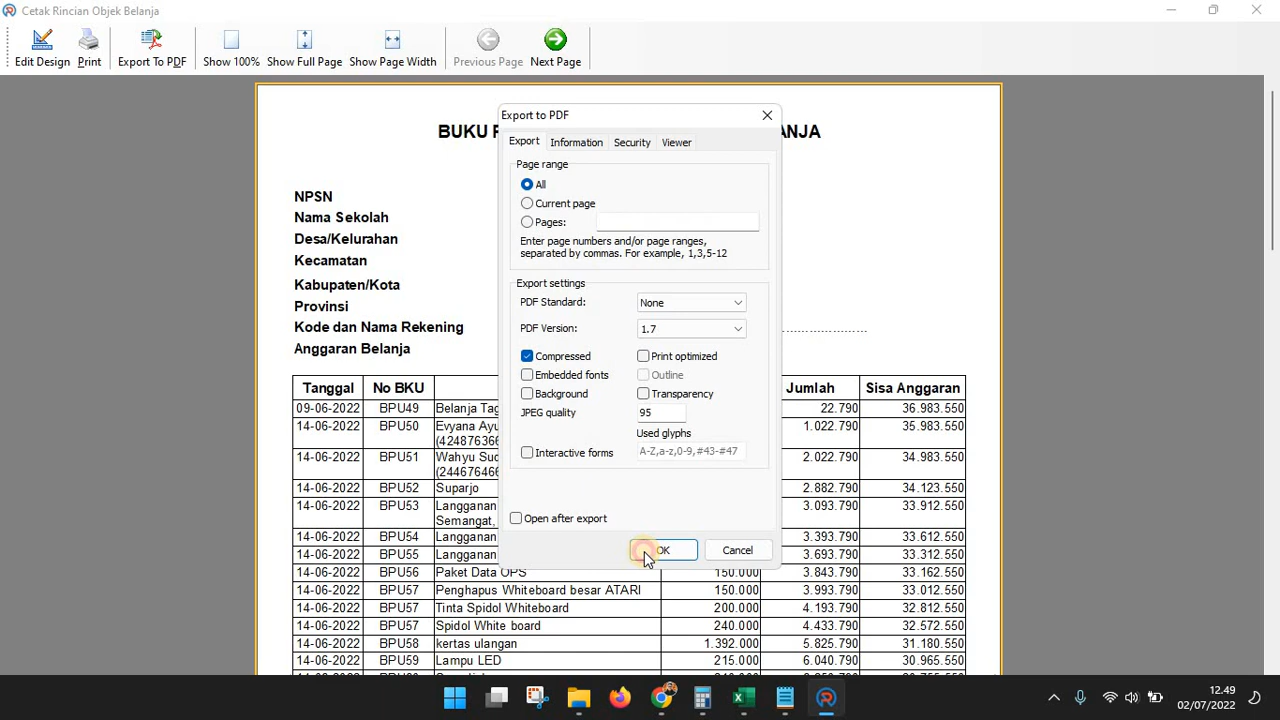 Cetak Rincian Objek Belanja
Edit Design Print Export To PDF Show 100% Show Full Page Show Page Width Previous Page Next Page
Export to PDF
Export Information Security Viewer
Page range
All
Current page
Pages:
Enter page numbers and/or page ranges,
separated by commas. For example, 1,3,5-12
Export settings
PDF Standard: None
PDF Version: 1.7
Compressed Print optimized
Embedded fonts Outline
Background Transparency
JPEG quality 95
Used glyphs
Interactive forms A-Z,a-z,0-9,#43-#47
Open after export
OK Cancel
BUKU
NPSN
Nama Sekolah
Desa/Kelurahan
Kecamatan
Kabupaten/Kota
Provinsi
Kode dan Nama Rekening
Anggaran Belanja
Tanggal No BKU Jumlah Sisa Anggaran
09-06-2022 BPU49 Belanja 22.790 36.983.550
14-06-2022 BPU50 Evyana 1.022.790 35.983.550
(42487636
14-06-2022 BPU51 Wahyu 2.022.790 34.983.550
(24467646
14-06-2022 BPU52 Suparjo 2.882.790 34.123.550
14-06-2022 BPU53 Langganan 3.093.790 33.912.550
Semangat,
14-06-2022 BPU54 Langganan 3.393.790 33.612.550
14-06-2022 BPU55 Langganan 3.693.790 33.312.550
14-06-2022 BPU56 Paket Data OPS 150.000 3.843.790 33.162.550
14-06-2022 BPU57 Penghapus Whiteboard besar ATARI 150.000 3.993.790 33.012.550
14-06-2022 BPU57 Tinta Spidol Whiteboard 200.000 4.193.790 32.812.550
14-06-2022 BPU57 Spidol White board 240.000 4.433.790 32.572.550
14-06-2022 BPU58 kertas ulangan 1.392.000 5.825.790 31.180.550
14-06-2022 BPU59 Lampu LED 215.000 6.040.790 30.965.550
12.49
02/07/2022